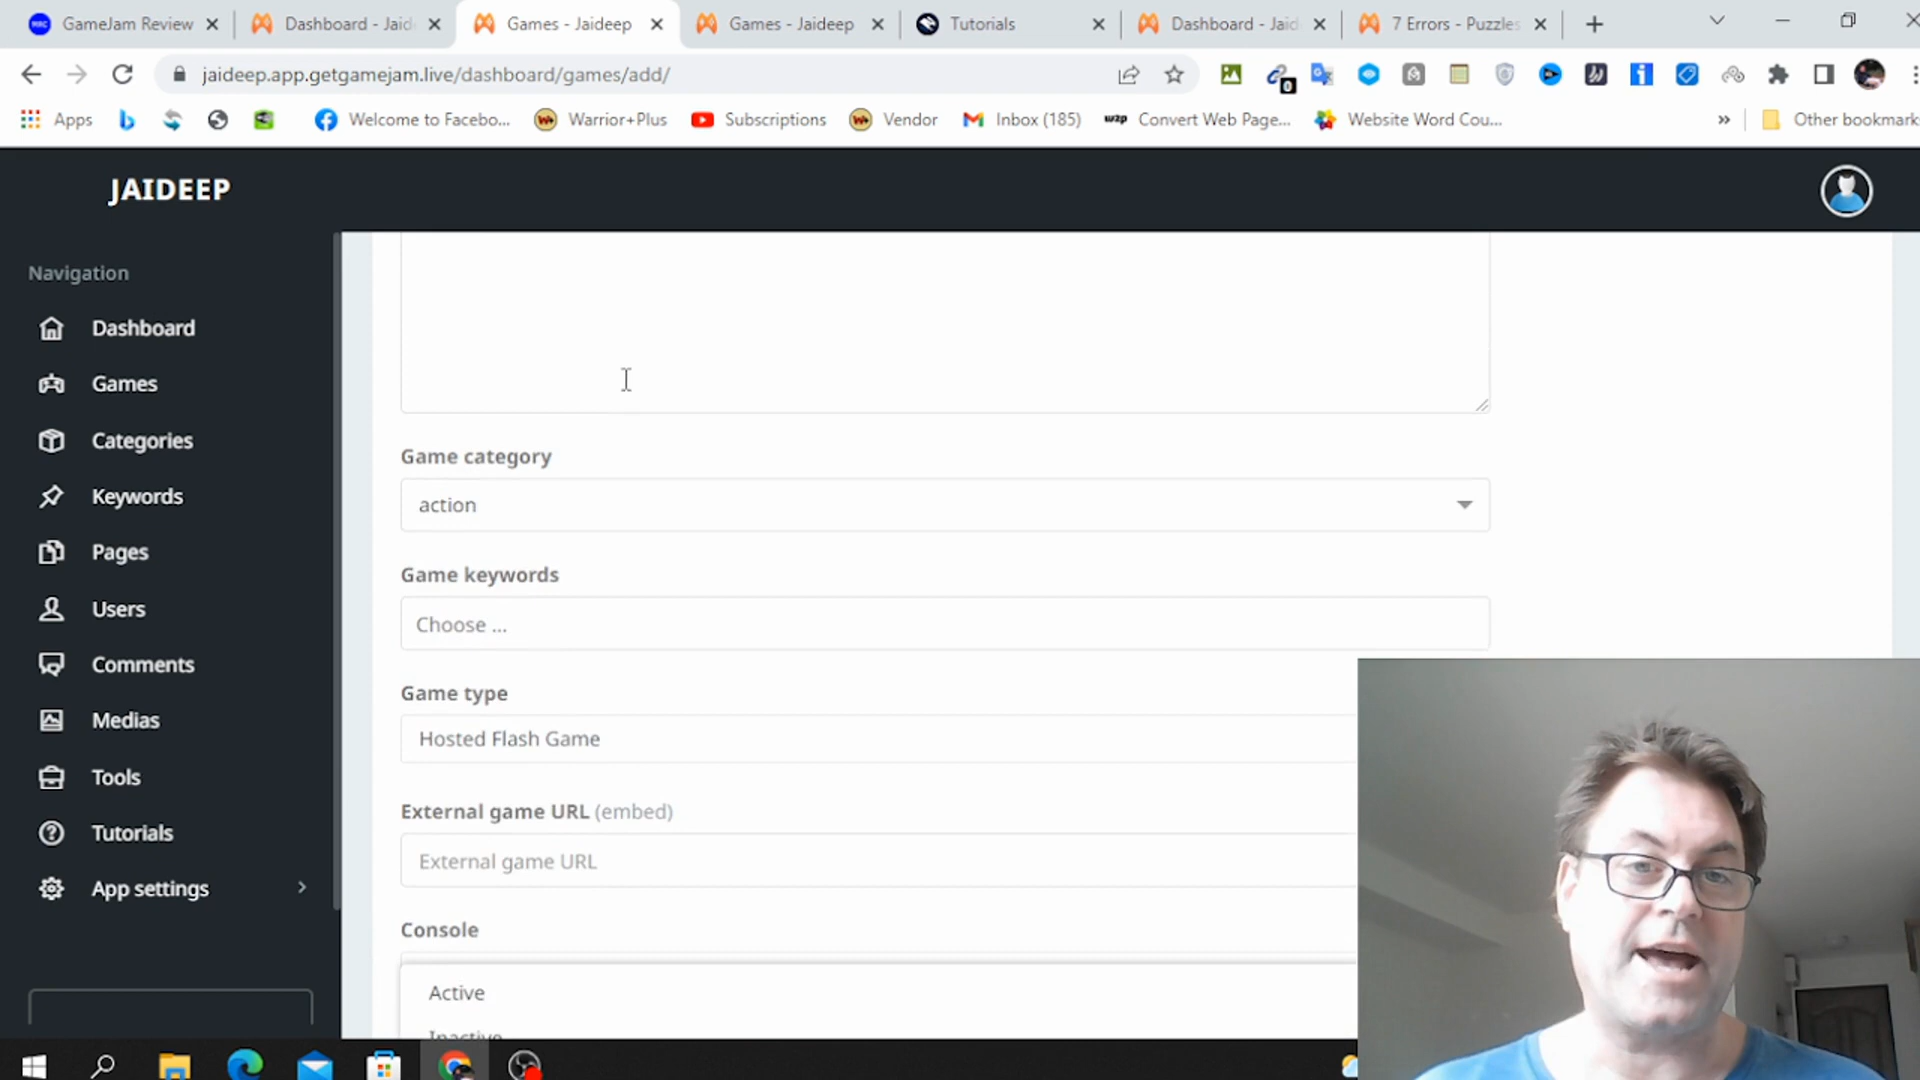 GameJam Review
Dashboard - Jaid
Games - Jaideep
Games - Jaideep
Tutorials
Dashboard - Jaid
7 Errors - Puzzles
jaideep.app.getgamejam.live/dashboard/games/add/
0
Apps
Welcome to Facebo...
Warrior+Plus
Subscriptions
Vendor
Inbox (185)
w2p
Convert Web Page...
Website Word Cou...
»
Other bookmark
JAIDEEP
Navigation
Dashboard
Games
Categories
Keywords
Pages
Users
Comments
Medias
Tools
Tutorials
App settings
Game category
action
Game keywords
Choose ...
Game type
Hosted Flash Game
External game URL (embed)
External game URL
Console
Active
Inactive